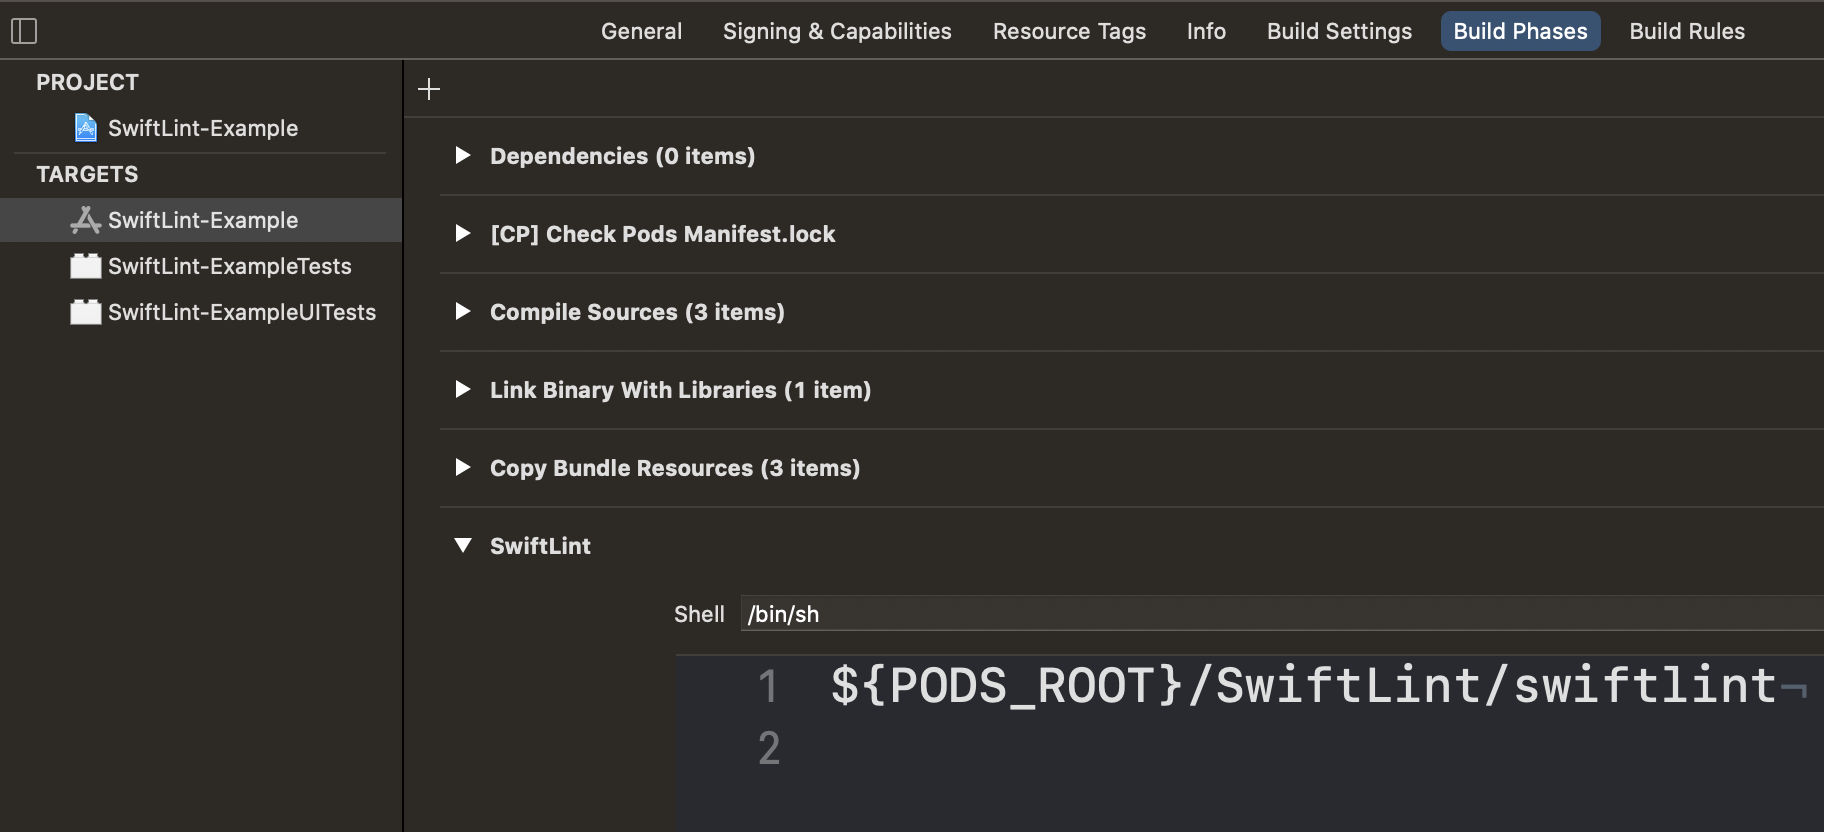 General Signing & Capabilities Resource Tags Info Build Settings Build Phases Build Rules
PROJECT
SwiftLint-Example
TARGETS
SwiftLint-Example
SwiftLint-ExampleTests
SwiftLint-ExampleUITests
Dependencies (0 items)
[CP] Check Pods Manifest.lock
Compile Sources (3 items)
Link Binary With Libraries (1 item)
Copy Bundle Resources (3 items)
SwiftLint
Shell /bin/sh
1 ${PODS_ROOT}/SwiftLint/swiftlint¬
2